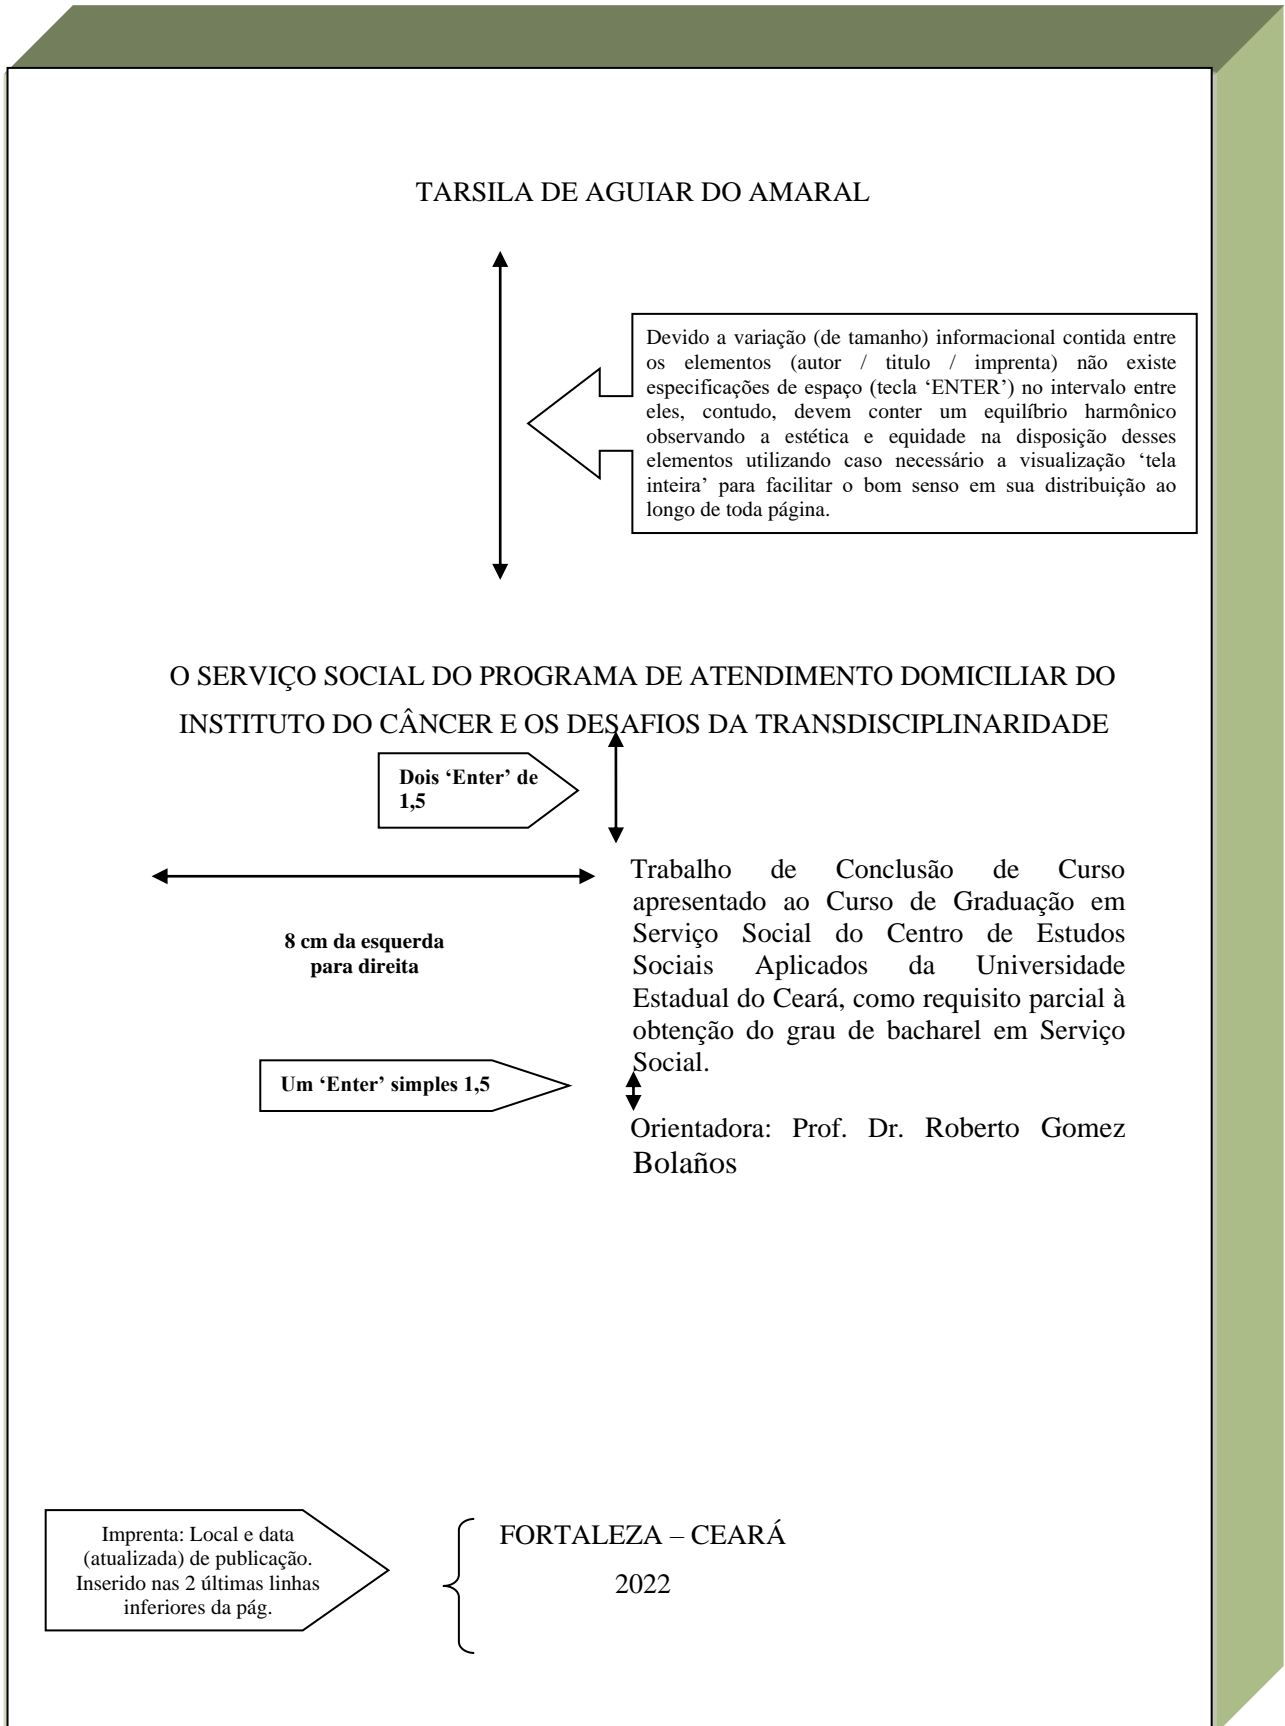 TARSILA DE AGUIAR DO AMARAL
Devido a variação (de tamanho) informacional contida entre
os elementos (autor / titulo / imprenta) não existe
especificações de espaço (tecla ‘ENTER’) no intervalo entre
eles, contudo, devem conter um equilíbrio harmônico
observando a estética e equidade na disposição desses
elementos utilizando caso necessário a visualização ‘tela
inteira’ para facilitar o bom senso em sua distribuição ao
longo de toda página.
O SERVIÇO SOCIAL DO PROGRAMA DE ATENDIMENTO DOMICILIAR DO
INSTITUTO DO CÂNCER E OS DESAFIOS DA TRANSDISCIPLINARIDADE
Dois ‘Enter’ de
1,5
Trabalho de Conclusão de Curso
apresentado ao Curso de Graduação em
Serviço Social do Centro de Estudos
Sociais Aplicados da Universidade
Estadual do Ceará, como requisito parcial à
obtenção do grau de bacharel em Serviço
Social.
8 cm da esquerda
para direita
Um ‘Enter’ simples 1,5
Orientadora: Prof. Dr. Roberto Gomez
Bolaños
Imprenta: Local e data
(atualizada) de publicação.
Inserido nas 2 últimas linhas
inferiores da pág.
FORTALEZA – CEARÁ
2022